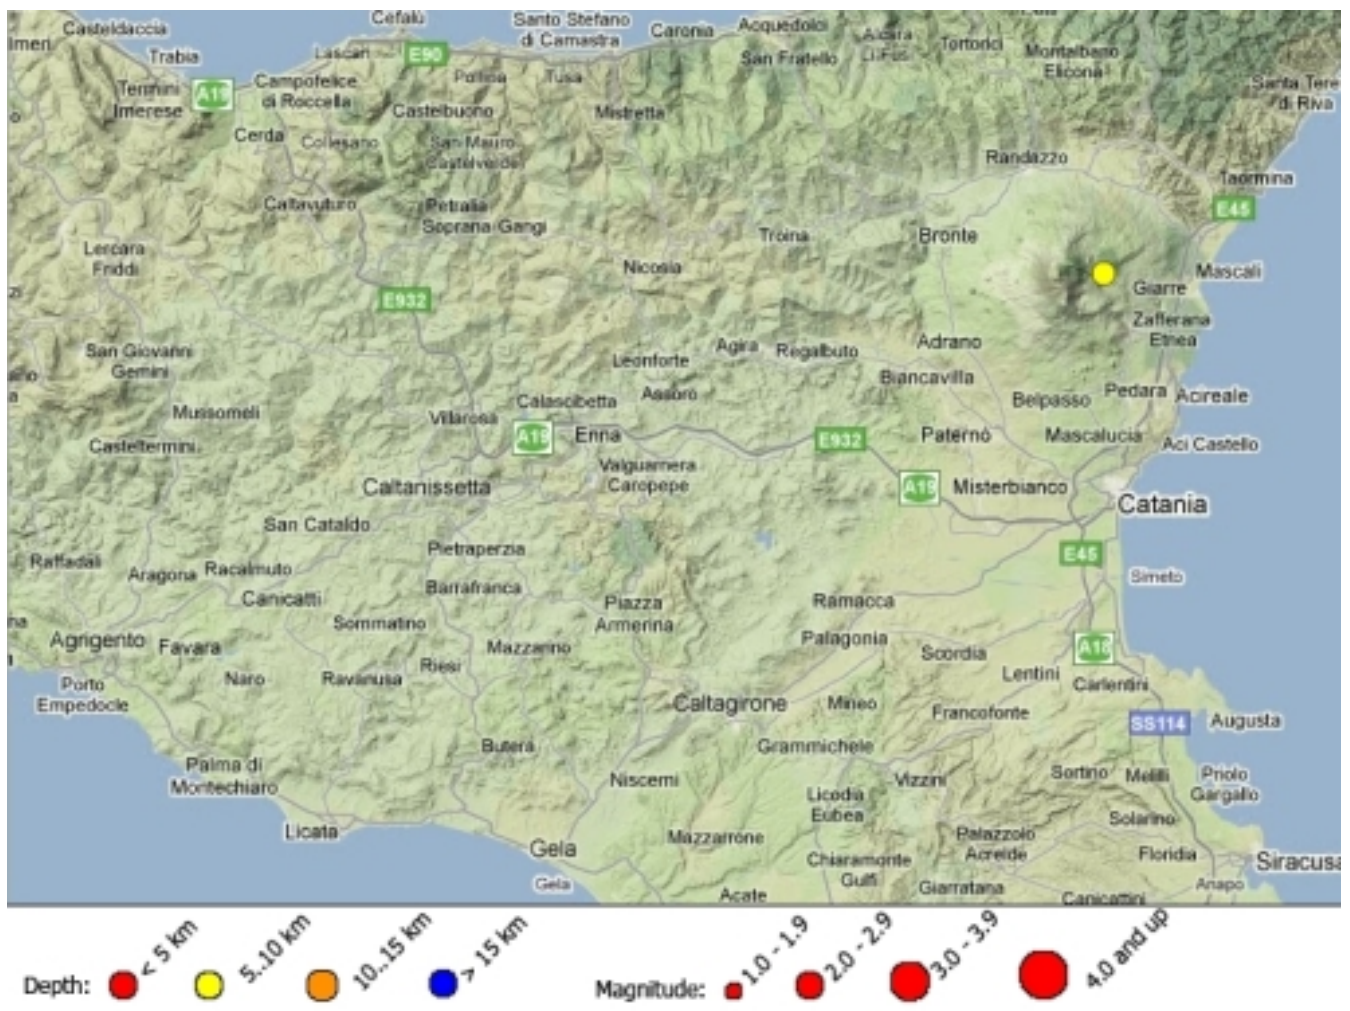 Casteldaccia
Cefalù
Santo Stefano
di Camastra
Caronia
Acquedolci
Imeri
Trabia
Lascari
E90
San Fratello
Alcara
Li Fus
Tortorici
Montalbano
Elicona
Termini
Imerese
A19
Campofelice
di Roccella
Pollina
Tusa
Santa Tere
di Riva
Castelbuono
Mistretta
Cerda
Collesano
San Mauro
Castelverde
Randazzo
Taormina
Caltavuturo
Petralia
Soprana
Gangi
E45
Lercara
Friddi
Troina
Bronte
Nicosia
Mascali
Giarre
E932
Zafferana
Etnea
San Giovanni
Gemini
Leonforte
Agira
Regalbuto
Adrano
Biancavilla
Mussomeli
Calascibetta
Assoro
Belpasso
Pedara
Acireale
Villarosa
Casteltermini
A19
Enna
E932
Paternò
Mascalucia
Aci Castello
Valguarnera
Caropepe
Caltanissetta
A19
Misterbianco
Catania
San Cataldo
Pietraperzia
E45
Raffadali
Aragona
Racalmuto
Simeto
Canicatti
Barrafranca
Piazza
Armerina
Ramacca
Agrigento
Favara
Sommatino
Mazzarino
Palagonia
Scordia
A18
Porto
Empedocle
Naro
Ravanusa
Riesi
Lentini
Carlentini
Caltagirone
Mineo
Francofonte
SS114
Augusta
Butera
Grammichele
Palma di
Montechiaro
Niscemi
Vizzini
Sortino
Melilli
Priolo
Gargallo
Licodia
Eubea
Licata
Solarino
Gela
Mazzarrone
Palazzolo
Acreide
Floridia
Siracusa
Chiaramonte
Gulfi
Gela
Acate
Giarratana
Canicattini
Anapo
Depth:
< 5 km
5..10 km
10..15 km
> 15 km
Magnitude:
1.0 - 1.9
2.0 - 2.9
3.0 - 3.9
4.0 and up